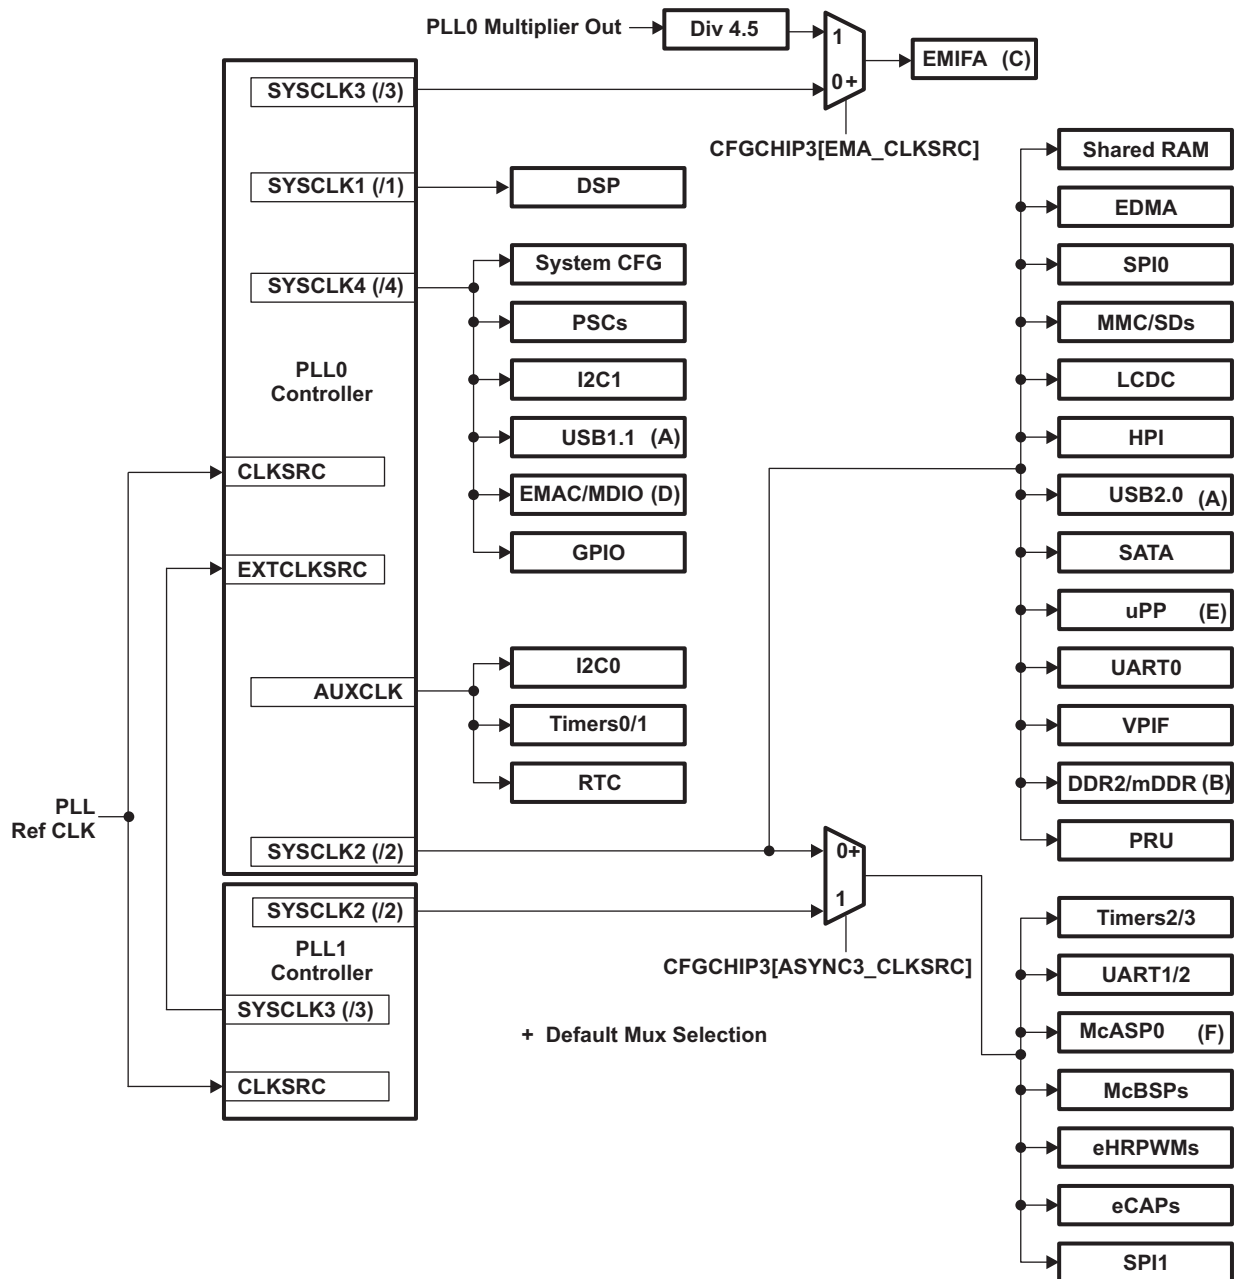 PLL0 Multiplier Out
Div 4.5
1
0+
EMIFA (C)
CFGCHIP3[EMA_CLKSRC]
SYSCLK3 (/3)
SYSCLK1 (/1)
DSP
SYSCLK4 (/4)
System CFG
PSCs
I2C1
USB1.1 (A)
EMAC/MDIO (D)
GPIO
PLL0
Controller
CLKSRC
EXTCLKSRC
AUXCLK
I2C0
Timers0/1
RTC
PLL
Ref CLK
SYSCLK2 (/2)
SYSCLK2 (/2)
PLL1
Controller
SYSCLK3 (/3)
CLKSRC
0+
1
CFGCHIP3[ASYNC3_CLKSRC]
+ Default Mux Selection
Shared RAM
EDMA
SPI0
MMC/SDs
LCDC
HPI
USB2.0 (A)
SATA
uPP (E)
UART0
VPIF
DDR2/mDDR (B)
PRU
Timers2/3
UART1/2
McASP0 (F)
McBSPs
eHRPWMs
eCAPs
SPI1